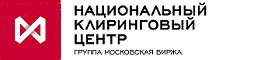 НАЦИОНАЛЬНЫЙ
КЛИРИНГОВЫЙ
ЦЕНТР
ГРУППА МОСКОВСКАЯ БИРЖА